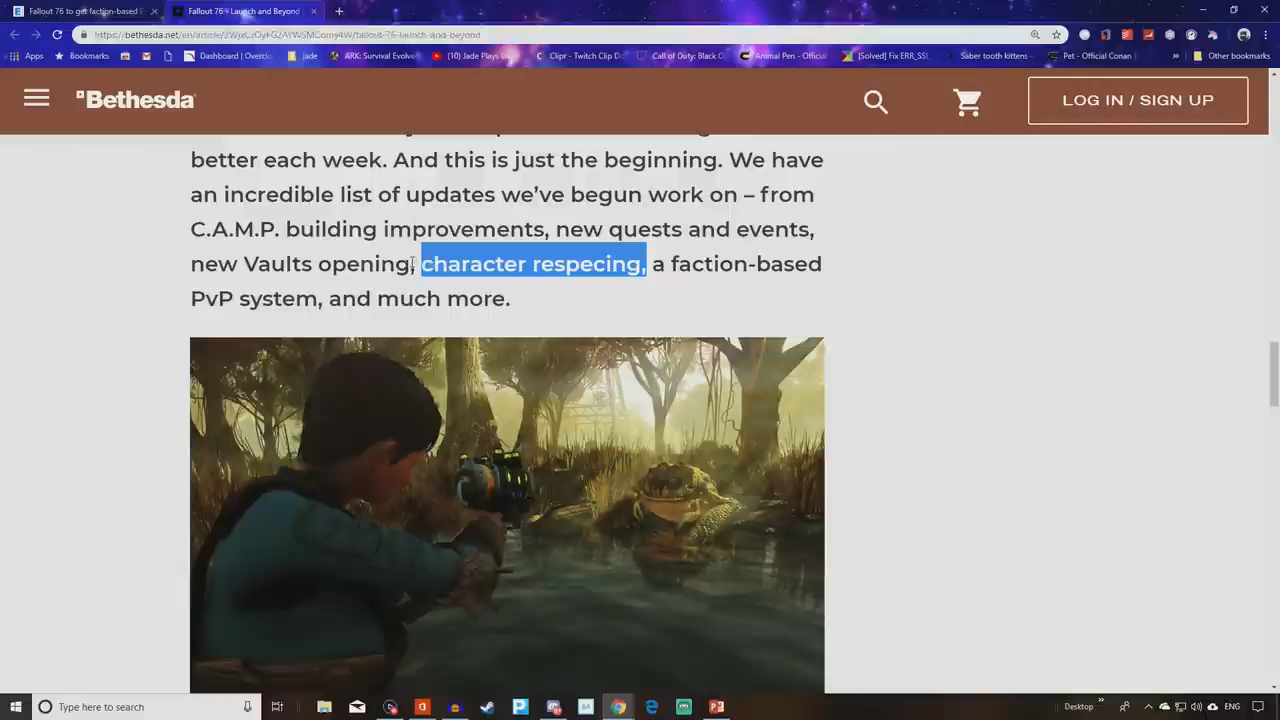 Fallout 76 to get faction-based P
Fallout 76 – Launch and Beyond
Apps
Bookmarks
Dashboard | Overclo
jade
ARK: Survival Evolve
(10) Jade Plays G
Clipr - Twitch Clip D
Call of Duty: Black O
Animal Pen - Official
[Solved] Fix ERR_SSL
Saber tooth kittens
Pet - Official Conan
Other bookmarks
Bethesda
LOG IN / SIGN UP
better each week. And this is just the beginning. We have
an incredible list of updates we’ve begun work on – from
C.A.M.P. building improvements, new quests and events,
new Vaults opening, character respecing, a faction-based
PvP system, and much more.
Type here to search
Desktop
ENG